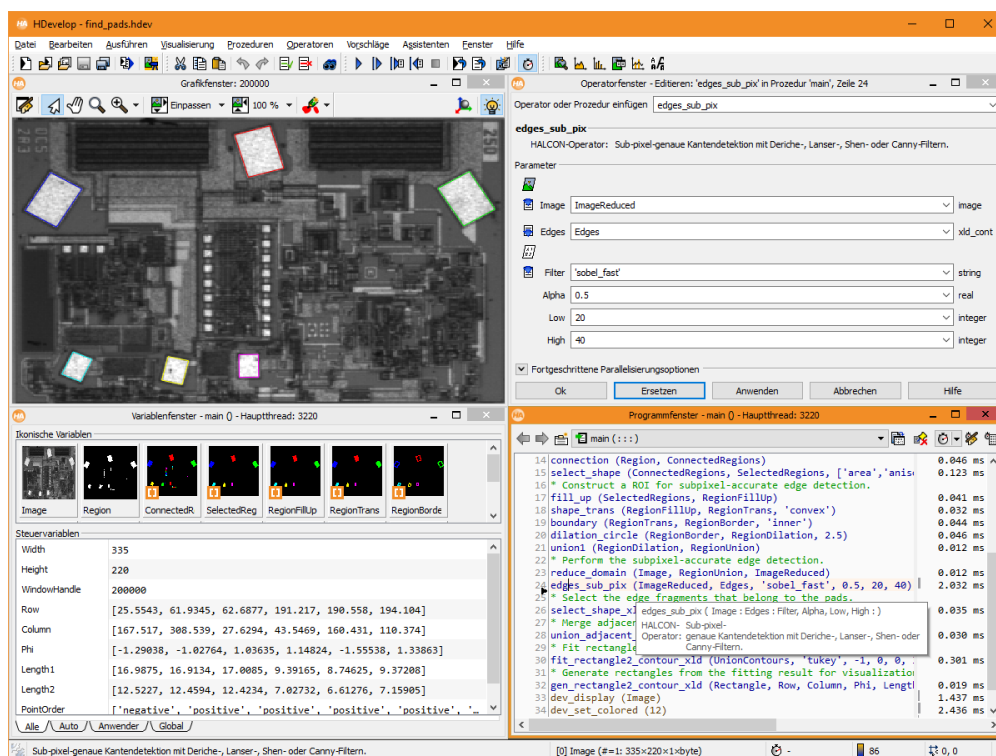 HDevelop - find_pads.hdev
Datei Bearbeiten Ausführen Visualisierung Prozeduren Operatoren Vorschläge Assistenten Fenster Hilfe
Grafikfenster: 200000
Einpassen 100 %
Operatorfenster - Editieren: 'edges_sub_pix' in Prozedur 'main', Zeile 24
Operator oder Prozedur einfügen edges_sub_pix
edges_sub_pix
HALCON-Operator: Sub-pixel-genaue Kantendetektion mit Deriche-, Lanser-, Shen- oder Canny-Filtern.
Parameter
Image ImageReduced image
Edges Edges xld_cont
Filter 'sobel_fast' string
Alpha 0.5 real
Low 20 integer
High 40 integer
Fortgeschrittene Parallelisierungsoptionen
Ok Ersetzen Anwenden Abbrechen Hilfe
Variablenfenster - main () - Hauptthread: 3220
Ikonische Variablen
Image Region ConnectedR. SelectedReg RegionFillUp RegionTrans RegionBorde
Steuervariablen
Width 335
Height 220
WindowHandle 200000
Row [25.5543, 61.9345, 62.6877, 191.217, 190.558, 194.104]
Column [167.517, 308.539, 27.6294, 43.5469, 160.431, 110.374]
Phi [-1.29038, -1.02764, 1.03635, 1.14824, -1.55538, 1.33863]
Length1 [16.9875, 16.9134, 17.0085, 9.39165, 8.74625, 9.37208]
Length2 [12.5227, 12.4594, 12.4234, 7.02732, 6.61276, 7.15905]
PointOrder ['negative', 'positive', 'positive', 'positive', 'positive', '...
Alle Auto Anwender Global
Programmfenster - main () - Hauptthread: 3220
main ( : : : )
14 connection (Region, ConnectedRegions) 0.046 ms
15 select_shape (ConnectedRegions, SelectedRegions, ['area','anis 0.123 ms
16 * Construct a ROI for subpixel-accurate edge detection.
17 fill_up (SelectedRegions, RegionFillUp) 0.041 ms
18 shape_trans (RegionFillUp, RegionTrans, 'convex') 0.032 ms
19 boundary (RegionTrans, RegionBorder, 'inner') 0.044 ms
20 dilation_circle (RegionBorder, RegionDilation, 2.5) 0.046 ms
21 union1 (RegionDilation, RegionUnion) 0.012 ms
22 * Perform the subpixel-accurate edge detection.
23 reduce_domain (Image, RegionUnion, ImageReduced) 0.012 ms
24 edges_sub_pix (ImageReduced, Edges, 'sobel_fast', 0.5, 20, 40) 2.032 ms
25 * Select the edge fragments that belong to the pads.
26 select_shape_xl 0.035 ms
27 * Merge adjacent
28 union_adjacent_ 0.030 ms
29 * Fit rectangle
30 fit_rectangle2_contour_xld (UnionContours, 'tukey', -1, 0, 0, 0.301 ms
31 * Generate rectangles from the fitting result for visualizatio
32 gen_rectangle2_contour_xld (Rectangle, Row, Column, Phi, Lengt 0.019 ms
33 dev_display (Image) 1.437 ms
34 dev_set_colored (12) 2.436 ms
edges_sub_pix ( Image : Edges : Filter, Alpha, Low, High : )
HALCON- Sub-pixel-
Operator: genaue Kantendetektion mit Deriche-, Lanser-, Shen- oder
Canny-Filtern.
Sub-pixel-genaue Kantendetektion mit Deriche-, Lanser-, Shen- oder Canny-Filtern. [0] Image (#=1: 335×220×1×byte) - 86 0, 0